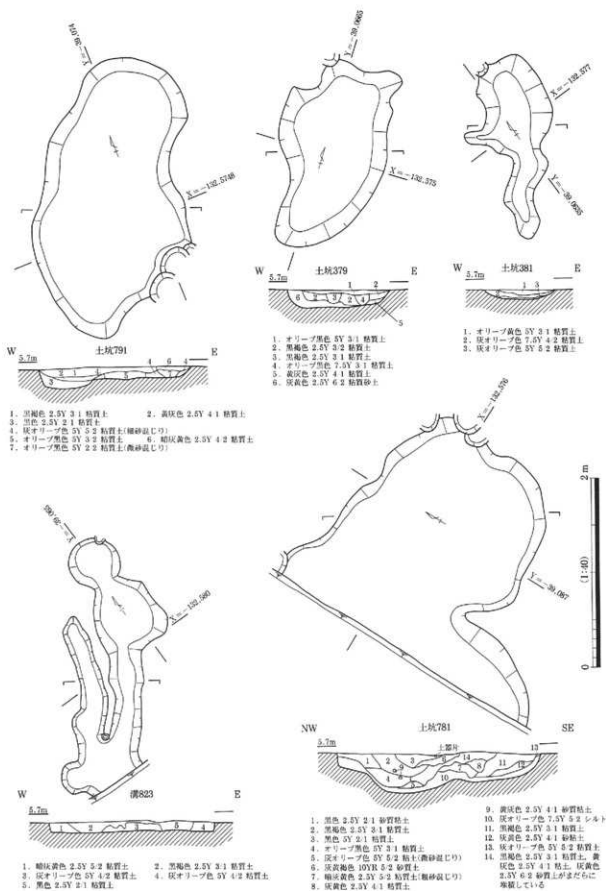 Y=-39.074
X=-132.5748
W 5.7m E
土坑791
2 1 4 6 4
3
1. 黒褐色 2.5Y 3/1 粘質土 2. 黄灰色 2.5Y 4/1 粘質土
3. 黒色 2.5Y 2/1 粘質土
4. 灰オリーブ色 5Y 5/2 粘質土(細砂混じり)
5. オリーブ黒色 5Y 3/2 粘質土 6. 暗灰黄色 2.5Y 4/2 粘質土
7. オリーブ黒色 5Y 2/2 粘質土(微砂混じり)
Y=-39.0665
X=-132.575
W 土坑379 E
5.7m
1 2
6 2 3 2 4
5
1. オリーブ黒色 5Y 3/1 粘質土
2. 黒褐色 2.5Y 3/2 粘質土
3. 黒褐色 2.5Y 3/1 粘質土
4. オリーブ黒色 7.5Y 3/1 粘質土
5. 黄灰色 2.5Y 4/1 粘質土
6. 灰黄色 2.5Y 6/2 粘質砂土
X=-132.577
Y=-39.0635
W 土坑381 E
5.7m
1 3
1. オリーブ黄色 5Y 3/1 粘質土
2. 灰オリーブ色 7.5Y 4/2 粘質土
3. 灰オリーブ色 5Y 5/2 粘質土
X=-132.580
W 溝823 E
5.7m
1 2 3 5 4
1. 暗灰黄色 2.5Y 5/2 粘質土 2. 黒褐色 2.5Y 3/1 粘質土
3. 灰オリーブ色 5Y 4/2 粘質土 4. 灰オリーブ色 5Y 4/2 粘質土
5. 黒色 2.5Y 2/1 粘質土
X=-132.576
Y=-39.087
NW 土坑781 SE
5.7m 土器片 13
1. 黒色 2.5Y 2/1 砂質粘土
2. 黒褐色 2.5Y 3/1 粘質土
3. 黒色 5Y 2/1 粘質土
4. オリーブ黒色 5Y 3/1 粘質土
5. 灰オリーブ色 5Y 5/2 粘土(微砂混じり)
6. 灰黄褐色 10YR 5/2 砂質土
7. 暗灰黄色 2.5Y 5/2 粘質土(細砂混じり)
8. 灰黄色 2.5Y 4/1 粘質土
9. 黄灰色 2.5Y 4/1 砂質粘土
10. 灰オリーブ色 7.5Y 5/2 シルト
11. 黒褐色 2.5Y 3/1 粘質土
12. 灰黄色 2.5Y 4/1 砂粘土
13. 灰オリーブ色 5Y 5/2 粘質土
14. 黒褐色 2.5Y 3/1 粘質土, 黄
灰色 2.5Y 4/1 粘土, 灰黄色
2.5Y 6/2 砂質土がまだらに
堆積している
2 m
(1:40)
0